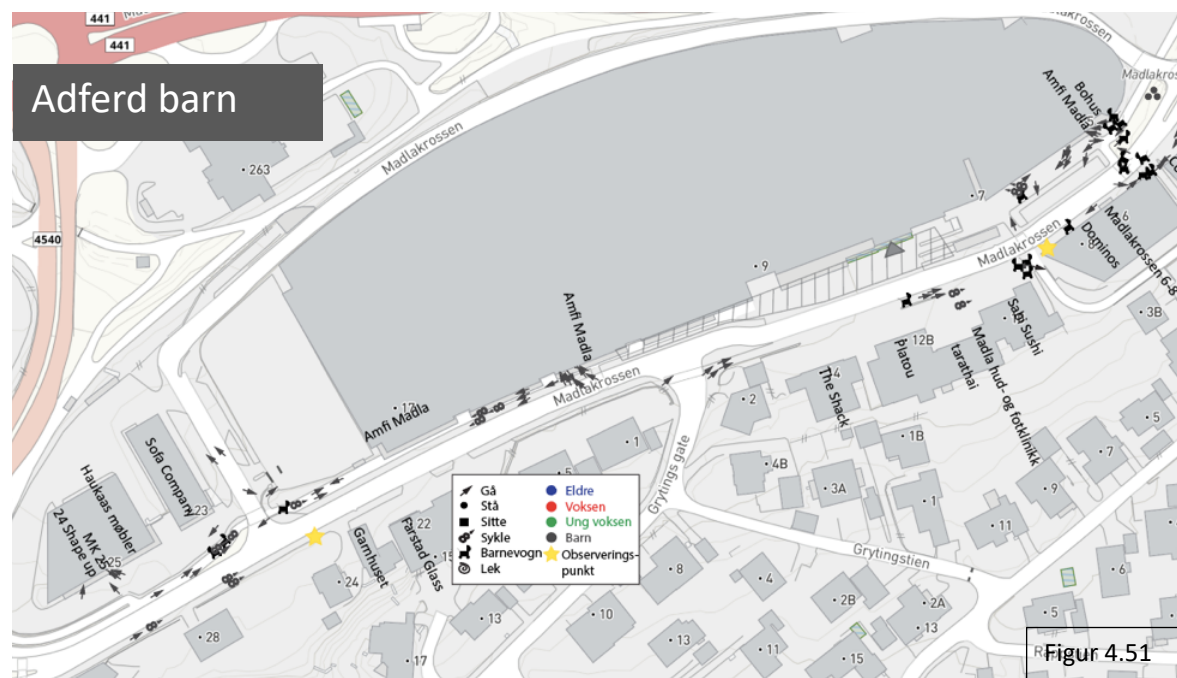 441
441
Adferd barn
4540
263
Madlakrossen
Madlakrossen
Madlakros
Bohus
Amfi Madla
7
9
Madlakrossen
6
Dominos
Madlakrossen 6-8
3B
Amfi Madla
Amfi Madla
Madlakrossen
Sabi Sushi
Madla hud- og fotklinikk
tarathai
12B
Platou
14
The Shack
2
1B
5
7
9
1
4B
3A
1
11
5
Grytings gate
Grytingstien
Sofa Company
23
Haukaas møbler
MK 25
24 Shape up
25
22
Farstad Glass
15
Garnhuset
24
28
17
13
10
8
13
4
11
2B
15
2A
13
5
6
Gå
Stå
Sitte
Sykle
Barnevogn
Lek
Eldre
Voksen
Ung voksen
Barn
Observerings-
punkt
Figur 4.51